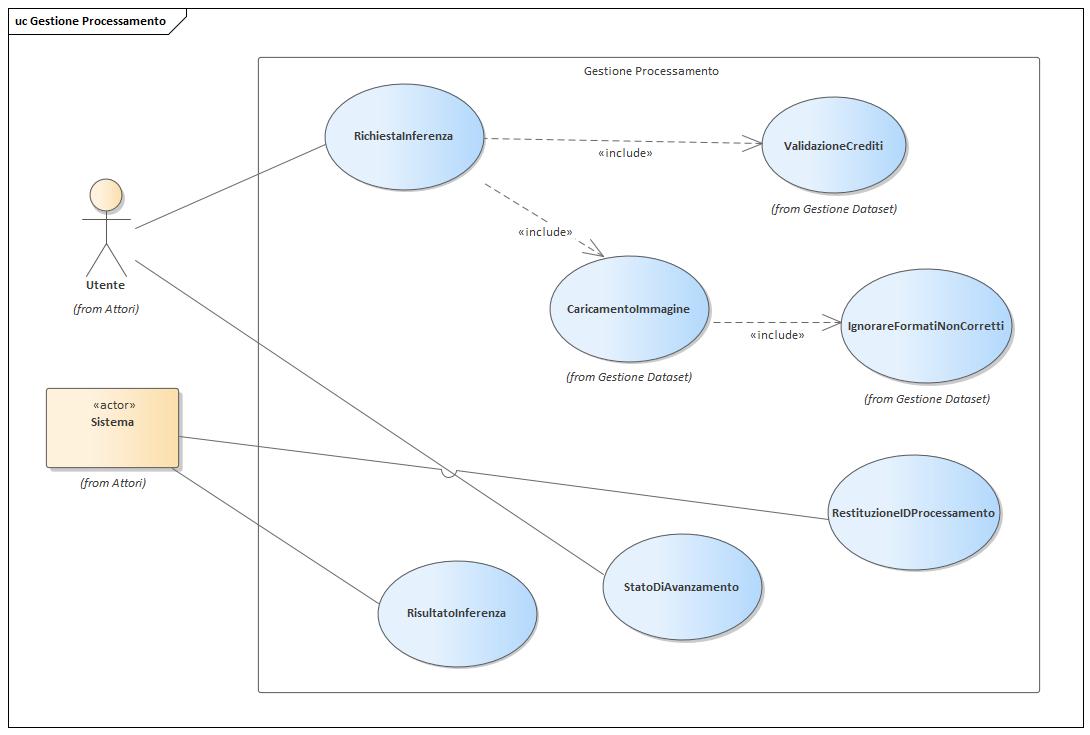 uc Gestione Processamento
Gestione Processamento
RichiestaInferenza
«include»
ValidazioneCrediti
(from Gestione Dataset)
Utente
(from Attori)
«include»
CaricamentoImmagine
(from Gestione Dataset)
«include»
IgnorareFormatiNonCorretti
(from Gestione Dataset)
«actor»
Sistema
(from Attori)
RestituzioneIDProcessamento
StatoDiAvanzamento
RisultatoInferenza